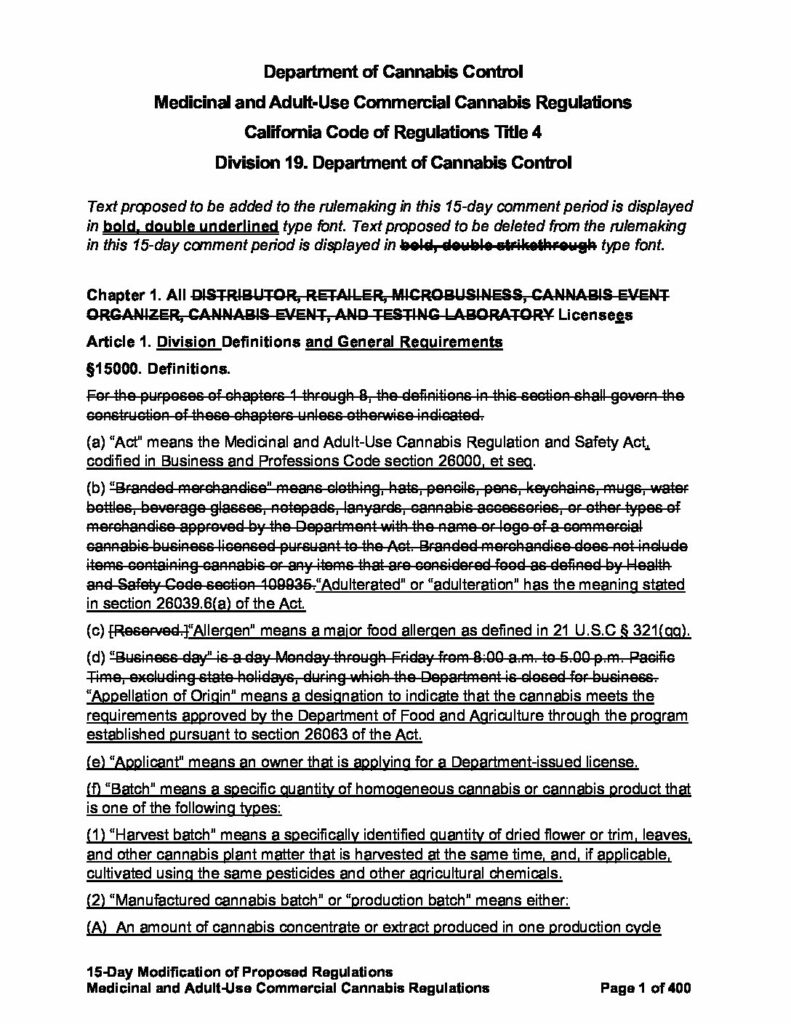 Department of Cannabis Control
Medicinal and Adult-Use Commercial Cannabis Regulations
California Code of Regulations Title 4
Division 19. Department of Cannabis Control
Text proposed to be added to the rulemaking in this 15-day comment period is displayed
in bold, double underlined type font. Text proposed to be deleted from the rulemaking
in this 15-day comment period is displayed in bold, double strikethrough type font.
Chapter 1. All DISTRIBUTOR, RETAILER, MICROBUSINESS, CANNABIS EVENT
ORGANIZER, CANNABIS EVENT, AND TESTING LABORATORY Licensees
Article 1. Division Definitions and General Requirements
§15000. Definitions.
For the purposes of chapters 1 through 8, the definitions in this section shall govern the
construction of these chapters unless otherwise indicated.
(a) “Act” means the Medicinal and Adult-Use Cannabis Regulation and Safety Act,
codified in Business and Professions Code section 26000, et seq.
(b) “Branded merchandise” means clothing, hats, pencils, pens, keychains, mugs, water
bottles, beverage glasses, notepads, lanyards, cannabis accessories, or other types of
merchandise approved by the Department with the name or logo of a commercial
cannabis business licensed pursuant to the Act. Branded merchandise does not include
items containing cannabis or any items that are considered food as defined by Health
and Safety Code section 109935.“Adulterated” or “adulteration” has the meaning stated
in section 26039.6(a) of the Act.
(c) [Reserved.]“Allergen” means a major food allergen as defined in 21 U.S.C § 321(qq).
(d) “Business day” is a day Monday through Friday from 8:00 a.m. to 5:00 p.m. Pacific
Time, excluding state holidays, during which the Department is closed for business.
“Appellation of Origin” means a designation to indicate that the cannabis meets the
requirements approved by the Department of Food and Agriculture through the program
established pursuant to section 26063 of the Act.
(e) “Applicant” means an owner that is applying for a Department-issued license.
(f) “Batch” means a specific quantity of homogeneous cannabis or cannabis product that
is one of the following types:
(1) “Harvest batch” means a specifically identified quantity of dried flower or trim, leaves,
and other cannabis plant matter that is harvested at the same time, and, if applicable,
cultivated using the same pesticides and other agricultural chemicals.
(2) “Manufactured cannabis batch” or “production batch” means either:
(A) An amount of cannabis concentrate or extract produced in one production cycle
15-Day Modification of Proposed Regulations
Medicinal and Adult-Use Commercial Cannabis Regulations Page 1 of 400